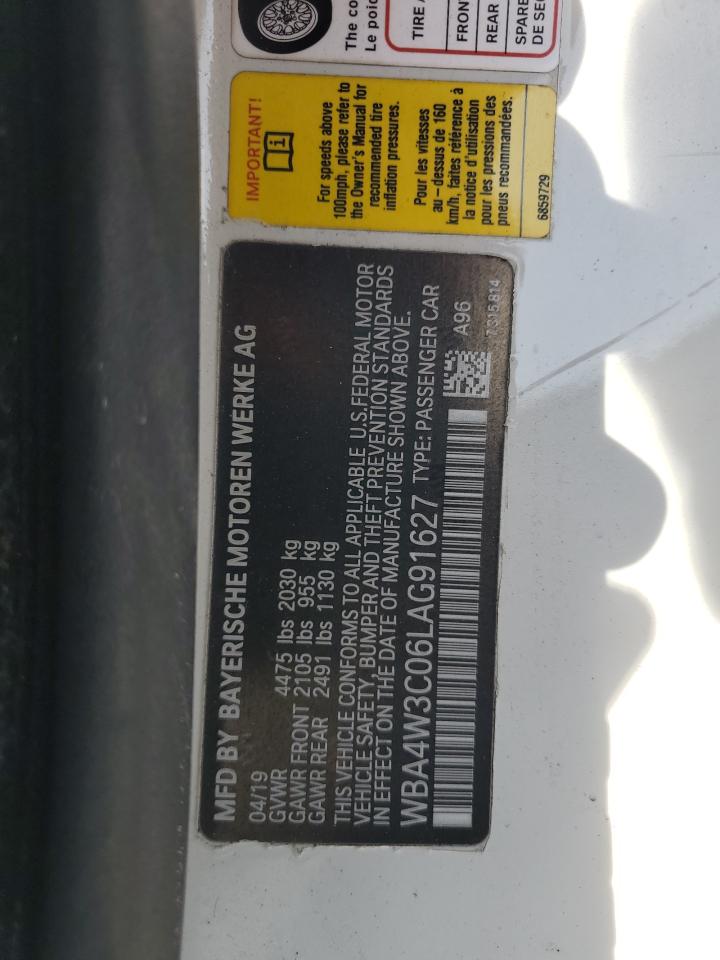 MFD BY BAYERISCHE MOTOREN WERKE AG
04/19
GVWR 4475 lbs 2030 kg
GAWR FRONT 2105 lbs 955 kg
GAWR REAR 2491 lbs 1130 kg
THIS VEHICLE CONFORMS TO ALL APPLICABLE U.S. FEDERAL MOTOR
VEHICLE SAFETY, BUMPER AND THEFT PREVENTION STANDARDS
IN EFFECT ON THE DATE OF MANUFACTURE SHOWN ABOVE.
WBA4W3C06LAG91627 TYPE: PASSENGER CAR
A96
7315814
IMPORTANT!
For speeds above
100mph, please refer to
the Owner's Manual for
recommended tire
inflation pressures.
Pour les vitesses
au – dessus de 160
km/h, faites référence à
la notice d'utilisation
pour les pressions des
pneus recommandées.
6859729
The co
Le poid
TIRE
FRON
REAR
SPARE
DE SE